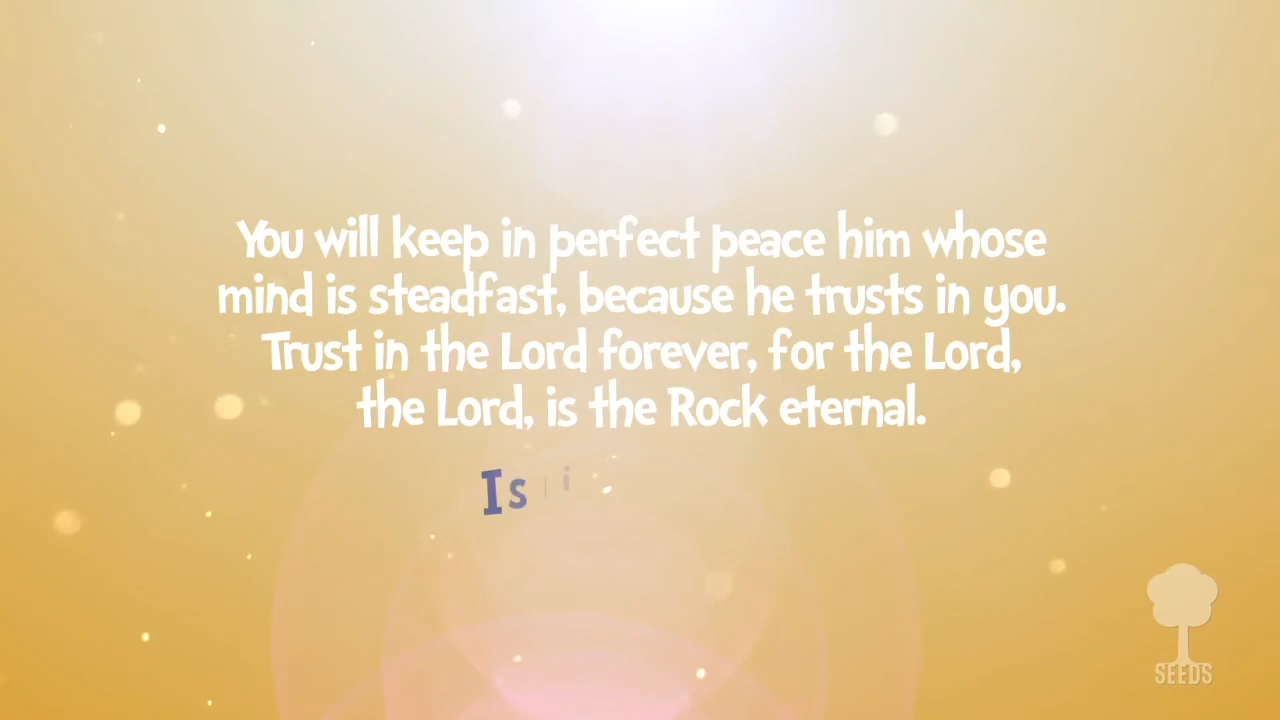 You will keep in perfect peace him whose
mind is steadfast, because he trusts in you.
Trust in the Lord forever, for the Lord,
the Lord, is the Rock eternal.
SEEDS